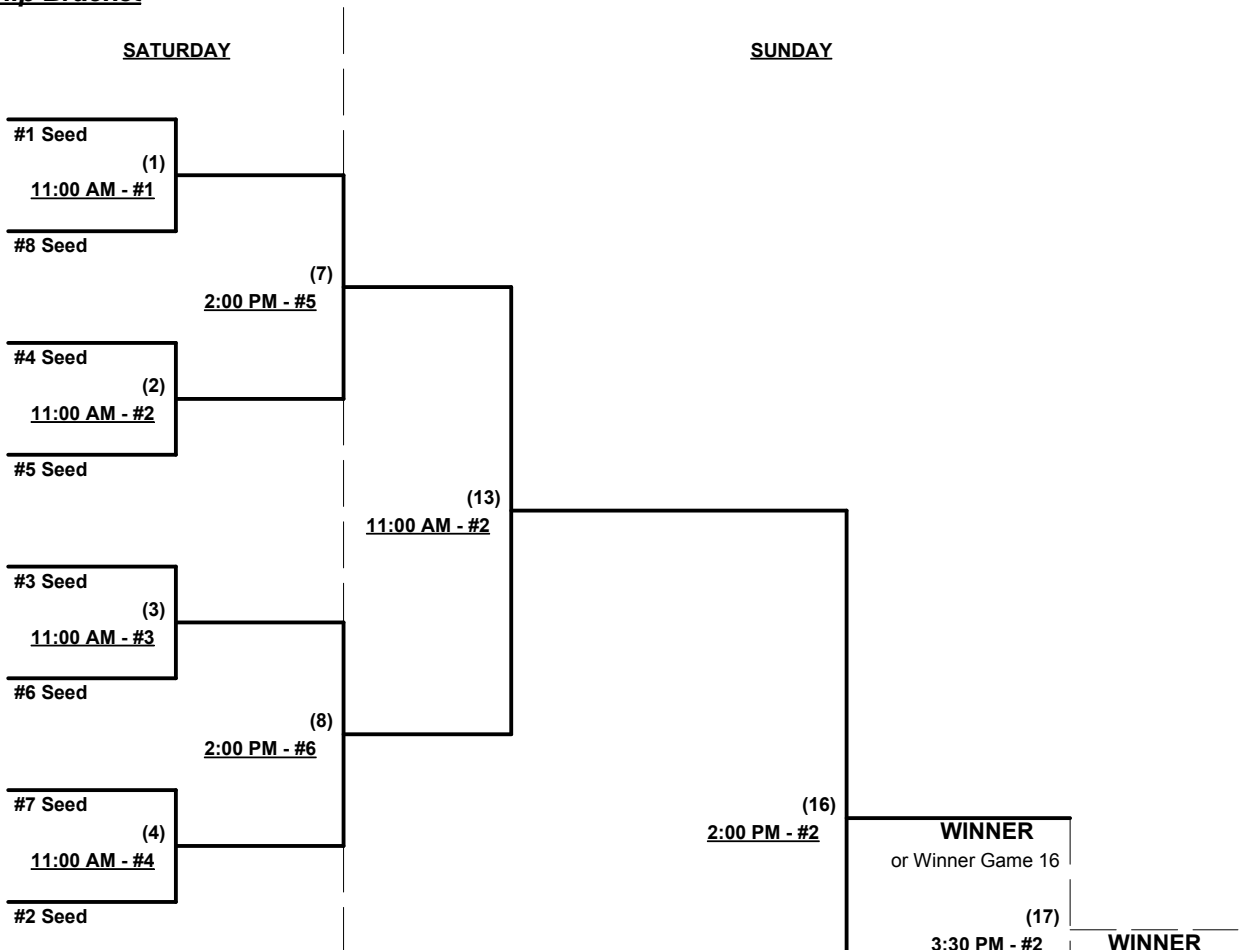 SATURDAY
SUNDAY
#1 Seed
(1)
11:00 AM - #1
#8 Seed
(7)
2:00 PM - #5
#4 Seed
(2)
11:00 AM - #2
#5 Seed
(13)
11:00 AM - #2
#3 Seed
(3)
11:00 AM - #3
#6 Seed
(8)
2:00 PM - #6
#7 Seed
(4)
11:00 AM - #4
#2 Seed
(16)
2:00 PM - #2
WINNER
or Winner Game 16
(17)
3:30 PM - #2
WINNER